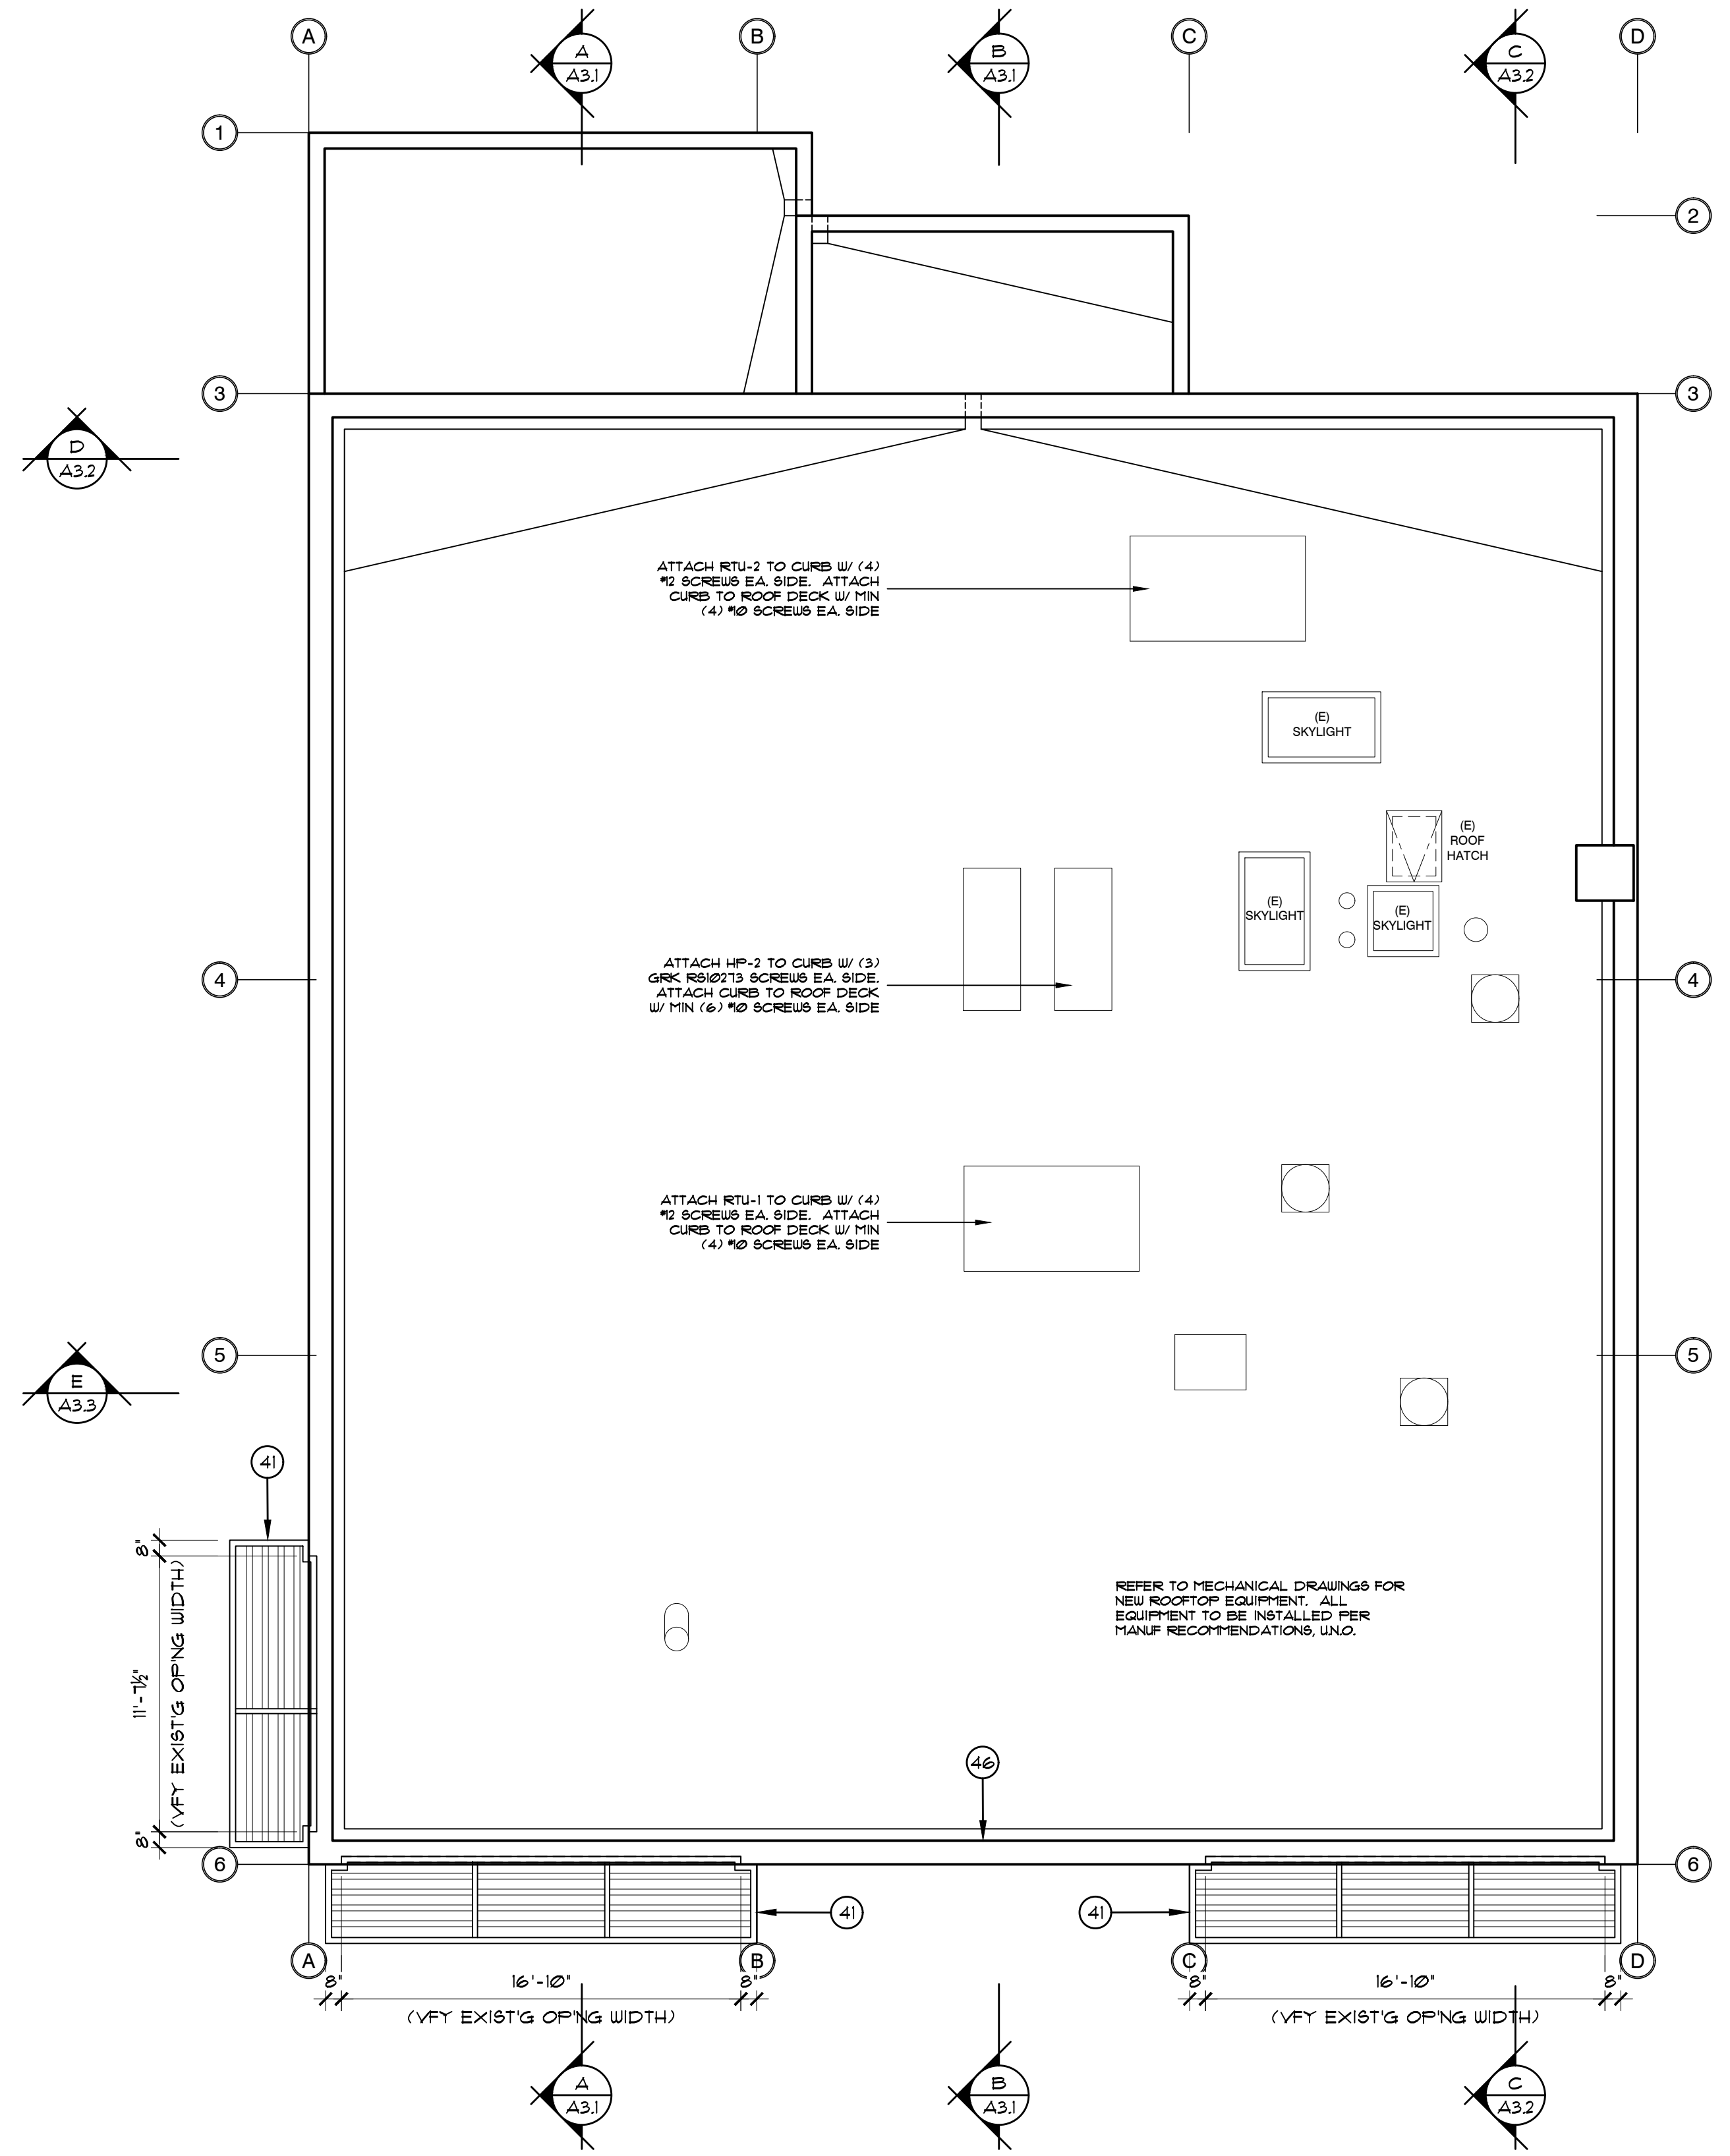 A
B
C
D
A
A3.1
B
A3.1
C
A3.2
1
2
3
3
D
A3.2
ATTACH RTU-2 TO CURB W/ (4)
#12 SCREWS EA. SIDE. ATTACH
CURB TO ROOF DECK W/ MIN
(4) #10 SCREWS EA. SIDE
(E)
SKYLIGHT
(E)
ROOF
HATCH
(E)
SKYLIGHT
(E)
SKYLIGHT
ATTACH HP-2 TO CURB W/ (3)
GRK RS10273 SCREWS EA. SIDE.
ATTACH CURB TO ROOF DECK
W/ MIN (6) #10 SCREWS EA. SIDE
4
4
ATTACH RTU-1 TO CURB W/ (4)
#12 SCREWS EA. SIDE. ATTACH
CURB TO ROOF DECK W/ MIN
(4) #10 SCREWS EA. SIDE
5
5
E
A3.3
41
8"
11'-7½"
(VFY EXIST'G OP'NG WIDTH)
8"
REFER TO MECHANICAL DRAWINGS FOR
NEW ROOFTOP EQUIPMENT. ALL
EQUIPMENT TO BE INSTALLED PER
MANUF RECOMMENDATIONS, U.N.O.
46
6
6
41
41
A
B
C
D
8"
16'-10"
8"
(VFY EXIST'G OP'NG WIDTH)
8"
16'-10"
8"
(VFY EXIST'G OP'NG WIDTH)
A
A3.1
B
A3.1
C
A3.2